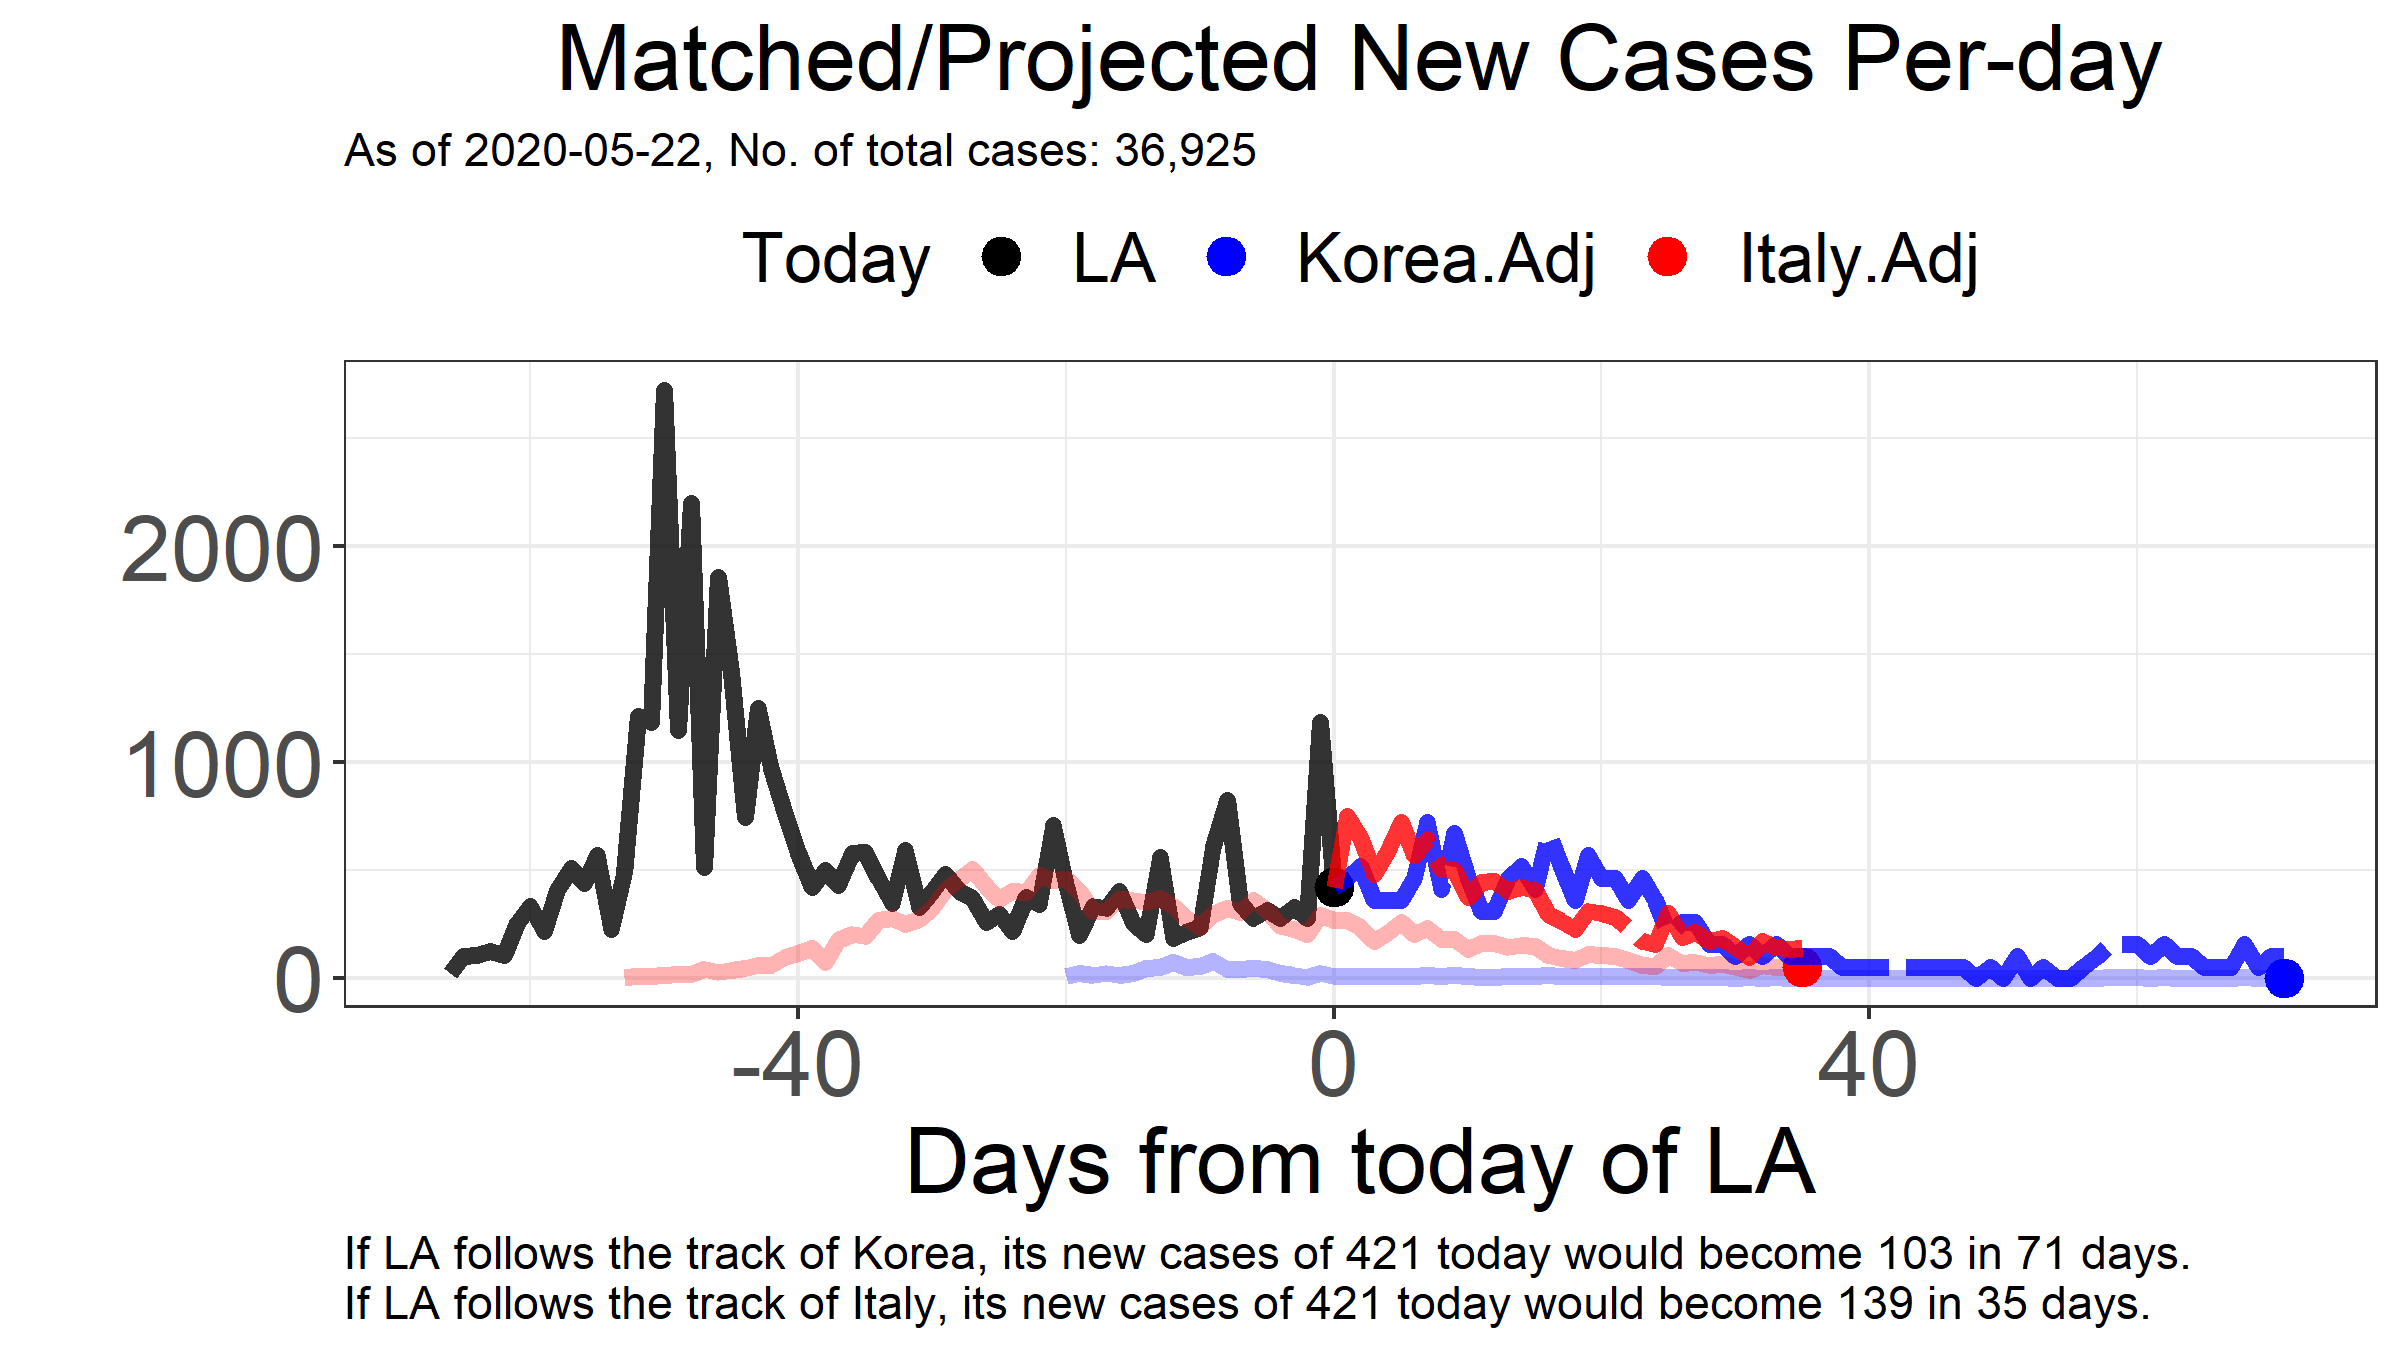 Matched/Projected New Cases Per-day
As of 2020-05-22, No. of total cases: 36,925
Today LA Korea.Adj Italy.Adj
2000
1000
0
-40 0 40
Days from today of LA
If LA follows the track of Korea, its new cases of 421 today would become 103 in 71 days.
If LA follows the track of Italy, its new cases of 421 today would become 139 in 35 days.